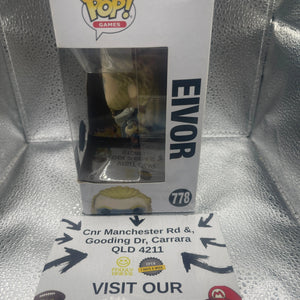 POP!
GAMES
EIVOR
778
Cnr Manchester Rd &,
Gooding Dr, Carrara
QLD 4211
VISIT OUR